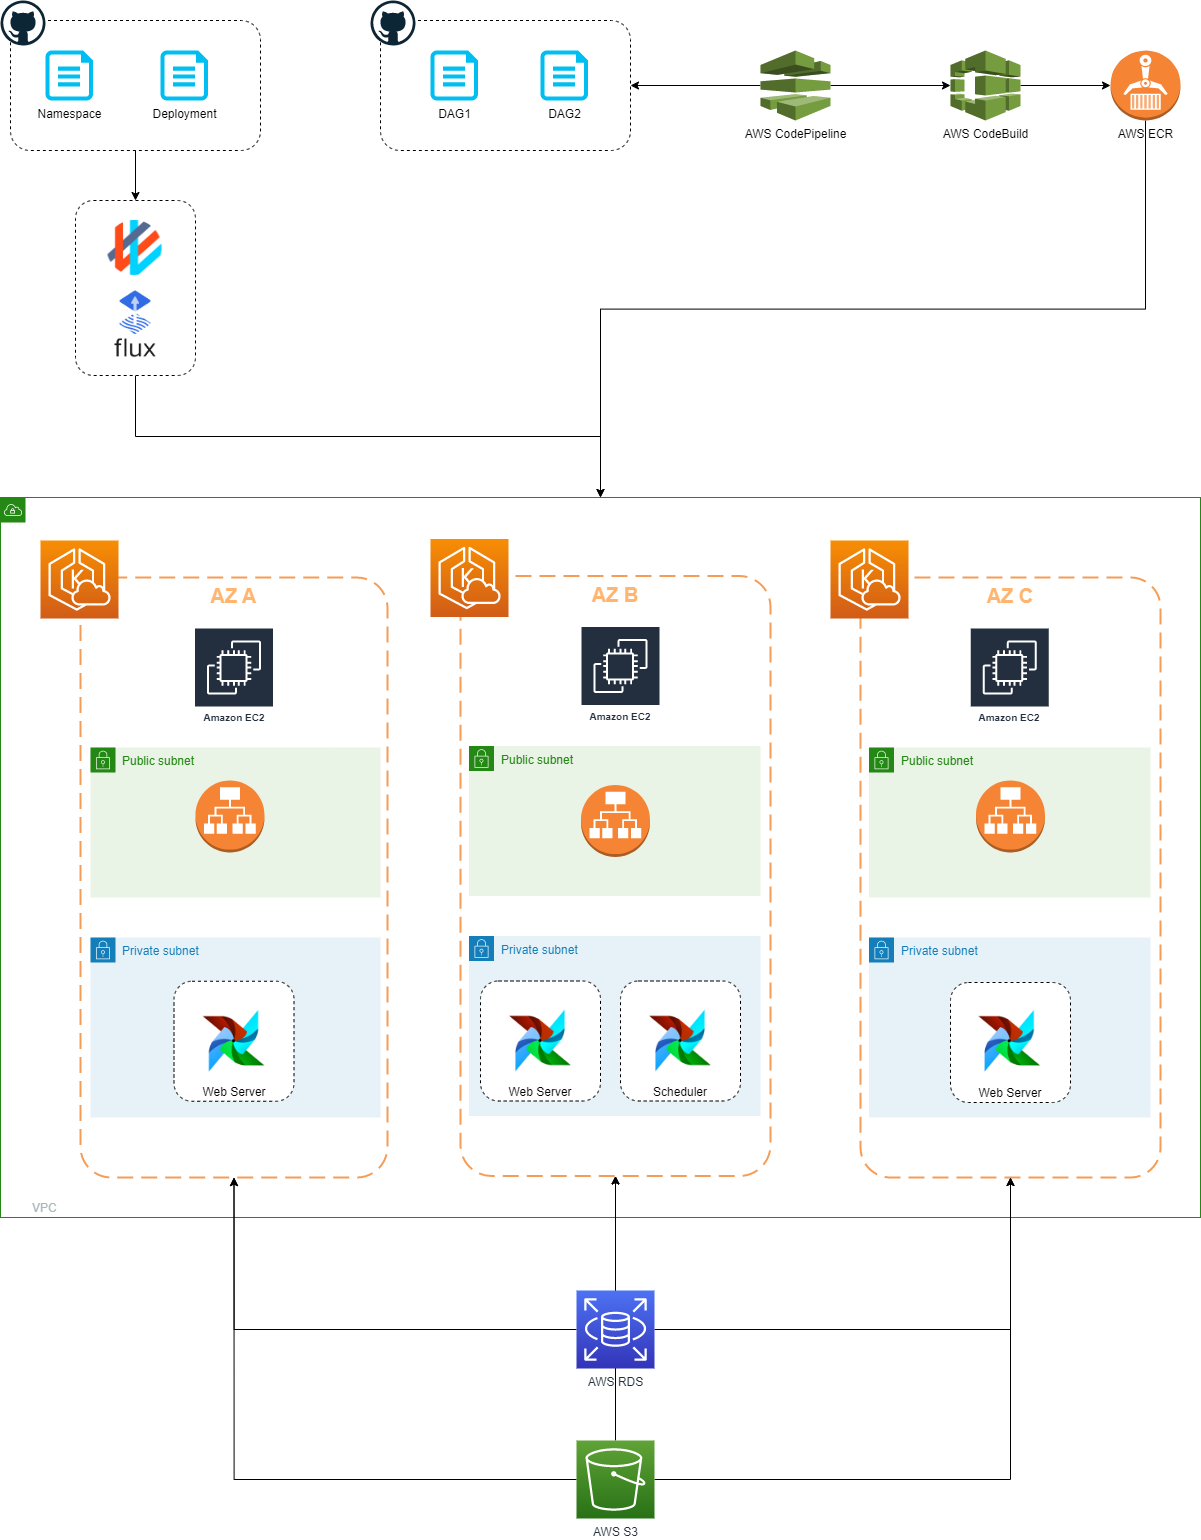 Namespace
Deployment
DAG1
DAG2
AWS CodePipeline
AWS CodeBuild
AWS ECR
flux
AZ A
AZ B
AZ C
Amazon EC2
Amazon EC2
Amazon EC2
Public subnet
Public subnet
Public subnet
Private subnet
Private subnet
Private subnet
Web Server
Web Server
Scheduler
Web Server
VPC
AWS RDS
AWS S3